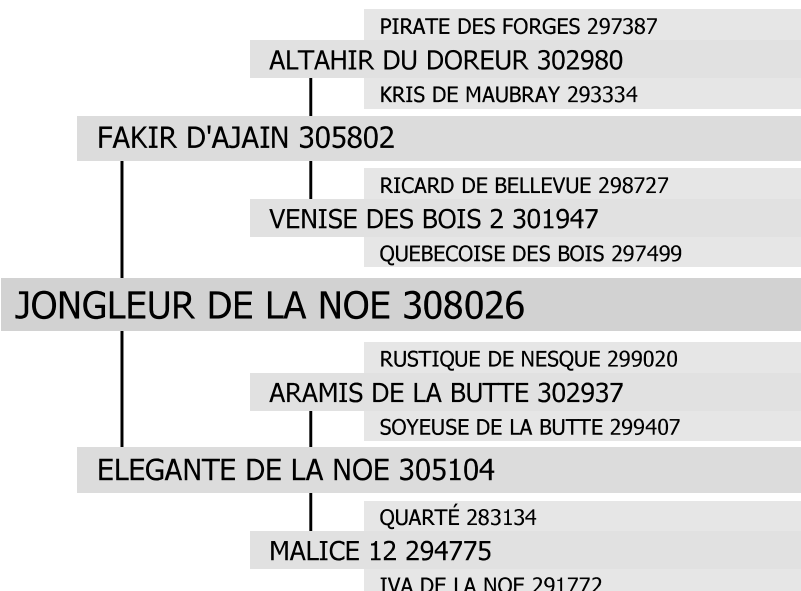 PIRATE DES FORGES 297387
ALTAHIR DU DOREUR 302980
KRIS DE MAUBRAY 293334
FAKIR D'AJAIN 305802
RICARD DE BELLEVUE 298727
VENISE DES BOIS 2 301947
QUEBECOISE DES BOIS 297499
JONGLEUR DE LA NOE 308026
RUSTIQUE DE NESQUE 299020
ARAMIS DE LA BUTTE 302937
SOYEUSE DE LA BUTTE 299407
ELEGANTE DE LA NOE 305104
QUARTÉ 283134
MALICE 12 294775
IVA DE LA NOE 291772